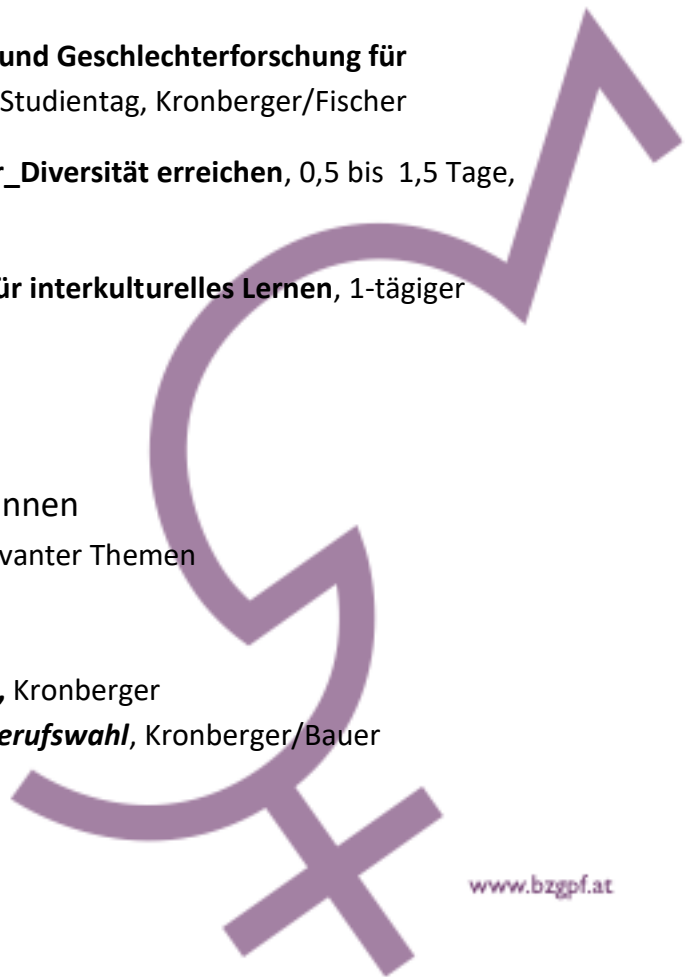 und Geschlechterforschung für
Studientag, Kronberger/Fischer
r_Diversität erreichen, 0,5 bis 1,5 Tage,
ür interkulturelles Lernen, 1-tägiger
nnen
vanter Themen
, Kronberger
erufswahl, Kronberger/Bauer
www.bzgpf.at